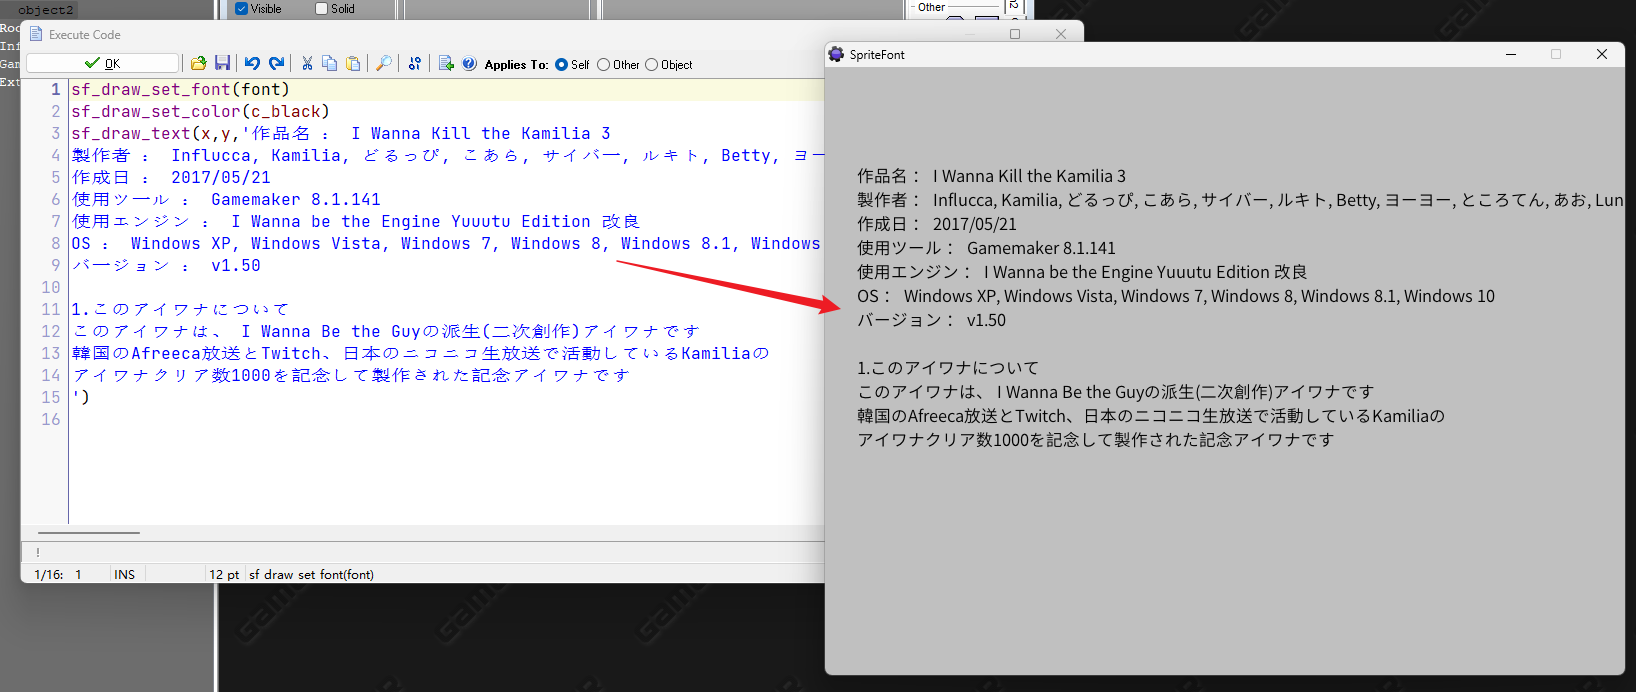 object2
Visible
Solid
Other
Roo
Inf
Gam
Ext
Execute Code
OK
Applies To: Self Other Object
1 sf_draw_set_font(font)
2 sf_draw_set_color(c_black)
3 sf_draw_text(x,y,'作品名 : I Wanna Kill the Kamilia 3
4 製作者 : Influcca, Kamilia, どるっぴ, こあら, サイバー, ルキト, Betty, ヨー
5 作成日 : 2017/05/21
6 使用ツール : Gamemaker 8.1.141
7 使用エンジン : I Wanna be the Engine Yuuutu Edition 改良
8 OS : Windows XP, Windows Vista, Windows 7, Windows 8, Windows 8.1, Windows
9 バージョン : v1.50
10
11 1.このアイワナについて
12 このアイワナは、 I Wanna Be the Guyの派生(二次創作)アイワナです
13 韓国のAfreeca放送とTwitch、日本のニコニコ生放送で活動しているKamiliaの
14 アイワナクリア数1000を記念して製作された記念アイワナです
15 ')
16
!
1/16: 1 INS 12 pt sf draw set font(font)
SpriteFont
作品名 : I Wanna Kill the Kamilia 3
製作者 : Influcca, Kamilia, どるっぴ, こあら, サイバー, ルキト, Betty, ヨーヨー, ところてん, あお, Lun
作成日 : 2017/05/21
使用ツール : Gamemaker 8.1.141
使用エンジン : I Wanna be the Engine Yuuutu Edition 改良
OS : Windows XP, Windows Vista, Windows 7, Windows 8, Windows 8.1, Windows 10
バージョン : v1.50
1.このアイワナについて
このアイワナは、 I Wanna Be the Guyの派生(二次創作)アイワナです
韓国のAfreeca放送とTwitch、日本のニコニコ生放送で活動しているKamiliaの
アイワナクリア数1000を記念して製作された記念アイワナです